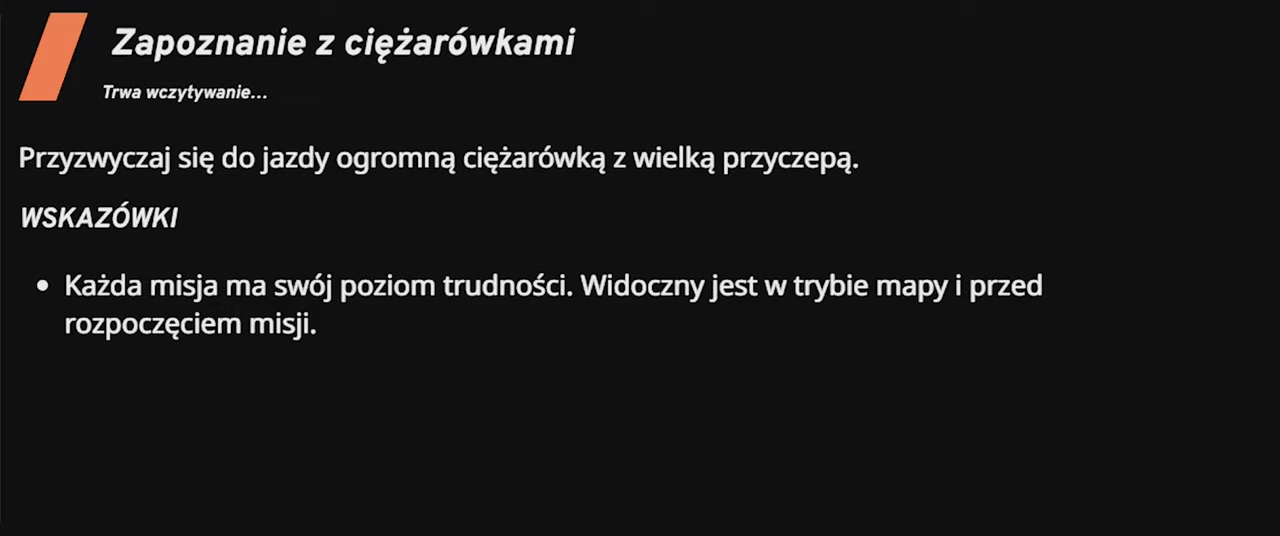 Zapoznanie z ciężarówkami
Trwa wczytywanie...
Przyzwyczaj się do jazdy ogromną ciężarówką z wielką przyczepą.
WSKAZÓWKI
• Każda misja ma swój poziom trudności. Widoczny jest w trybie mapy i przed
rozpoczęciem misji.